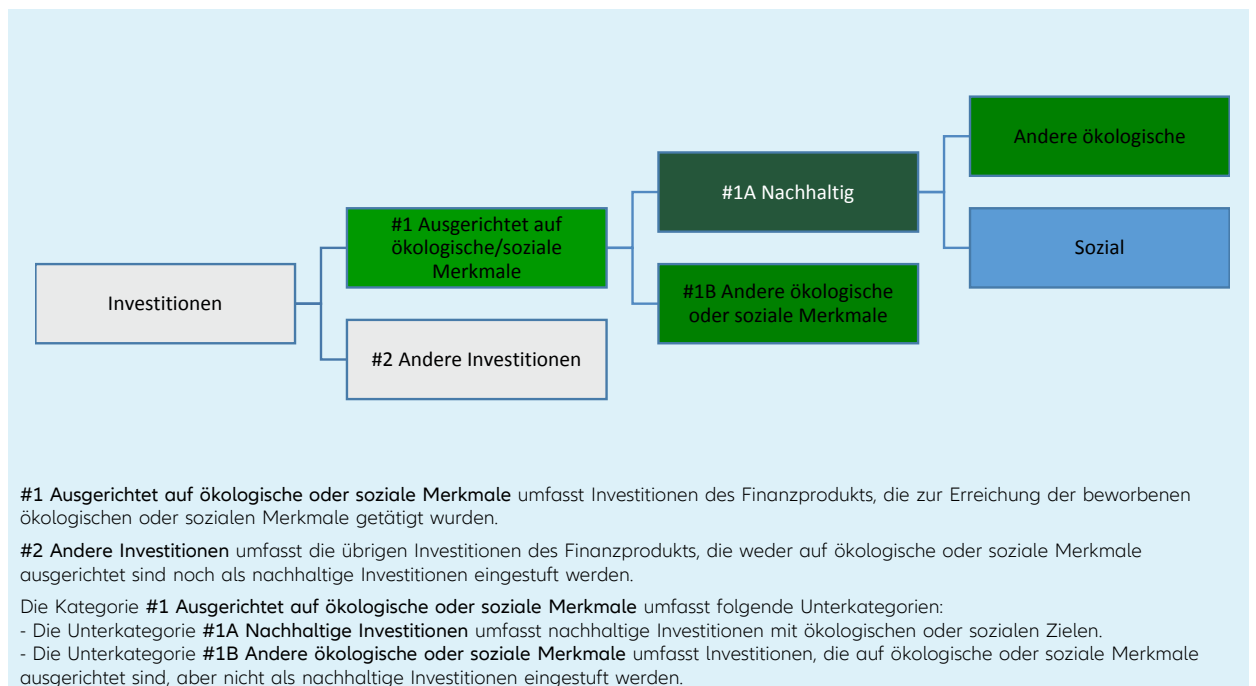 Andere ökologische
#1A Nachhaltig
#1 Ausgerichtet auf
ökologische/soziale
Merkmale
Sozial
#1B Andere ökologische
oder soziale Merkmale
Investitionen
#2 Andere Investitionen
#1 Ausgerichtet auf ökologische oder soziale Merkmale umfasst Investitionen des Finanzprodukts, die zur Erreichung der beworbenen
ökologischen oder sozialen Merkmale getätigt wurden.
#2 Andere Investitionen umfasst die übrigen Investitionen des Finanzprodukts, die weder auf ökologische oder soziale Merkmale
ausgerichtet sind noch als nachhaltige Investitionen eingestuft werden.
Die Kategorie #1 Ausgerichtet auf ökologische oder soziale Merkmale umfasst folgende Unterkategorien:
- Die Unterkategorie #1A Nachhaltige Investitionen umfasst nachhaltige Investitionen mit ökologischen oder sozialen Zielen.
- Die Unterkategorie #1B Andere ökologische oder soziale Merkmale umfasst lnvestitionen, die auf ökologische oder soziale Merkmale
ausgerichtet sind, aber nicht als nachhaltige Investitionen eingestuft werden.